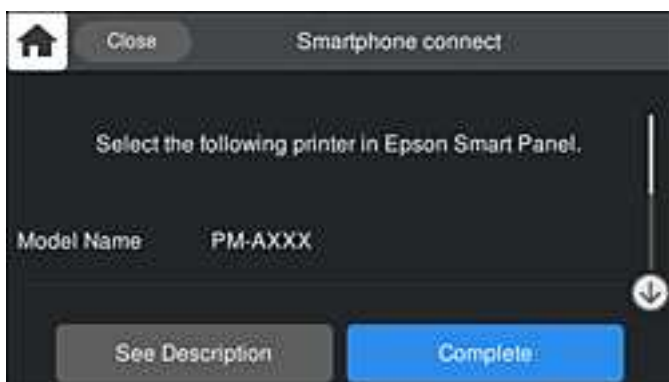 Close
Smartphone connect
Select the following printer in Epson Smart Panel.
Model Name PM-AXXX
See Description
Complete